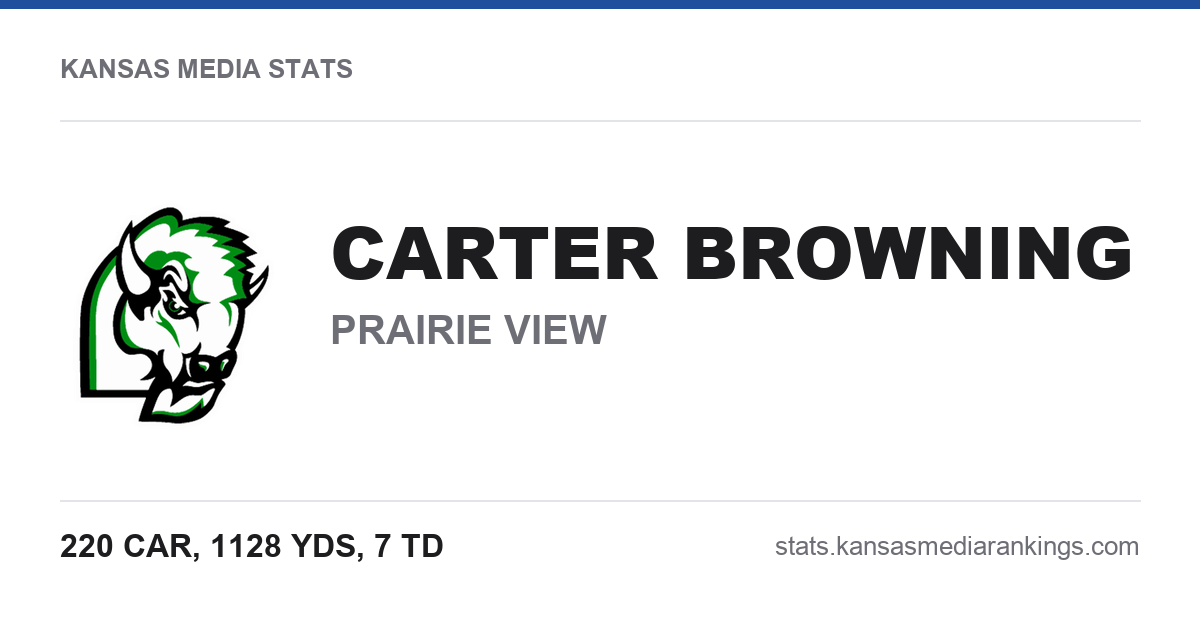 KANSAS MEDIA STATS
CARTER BROWNING
PRAIRIE VIEW
220 CAR, 1128 YDS, 7 TD
stats.kansasmediarankings.com